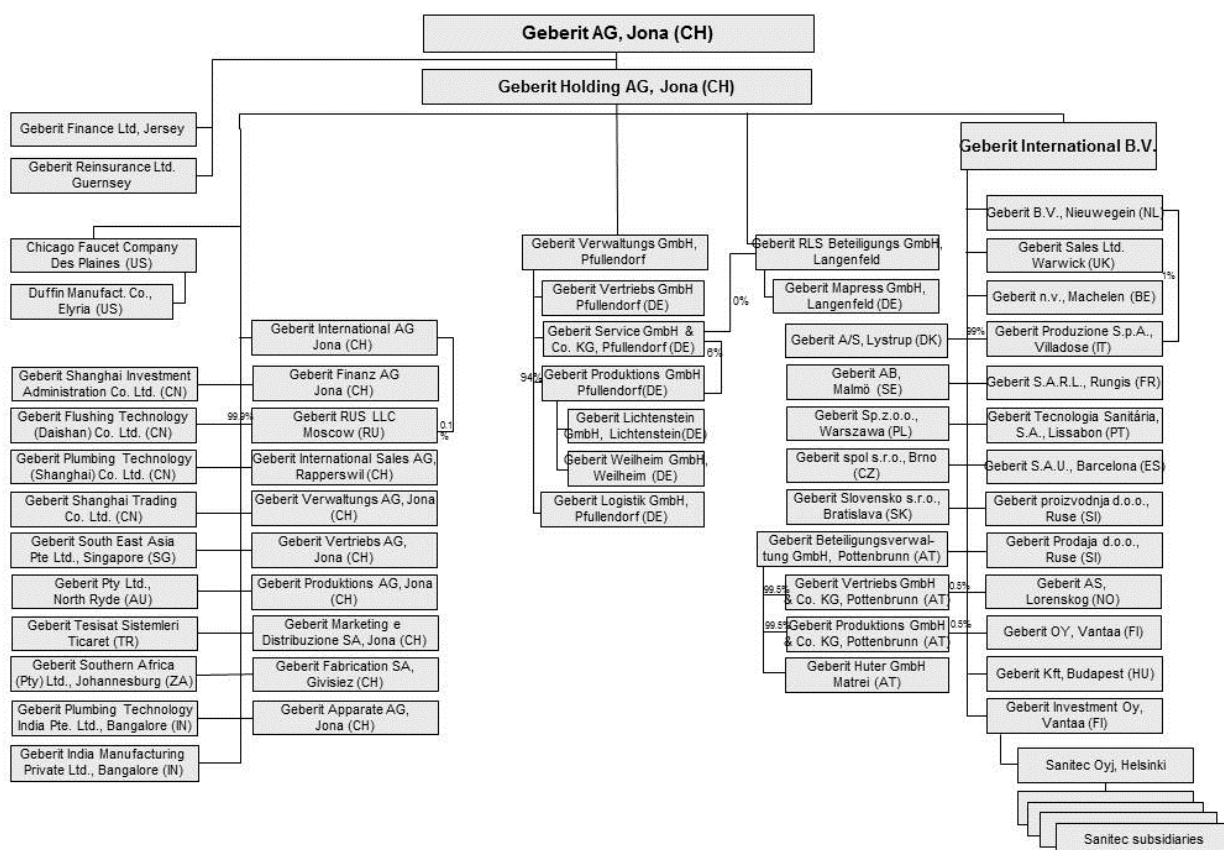 Geberit AG, Jona (CH)
Geberit Holding AG, Jona (CH)
Geberit Finance Ltd, Jersey
Geberit Reinsurance Ltd.
Guernsey
Chicago Faucet Company
Des Plaines (US)
Duffin Manufact. Co.,
Elyria (US)
Geberit Shanghai Investment
Administration Co. Ltd. (CN)
Geberit Flushing Technology
(Daishan) Co. Ltd. (CN)
Geberit Plumbing Technology
(Shanghai) Co. Ltd. (CN)
Geberit Shanghai Trading
Co. Ltd. (CN)
Geberit South East Asia
Pte Ltd., Singapore (SG)
Geberit Pty Ltd.,
North Ryde (AU)
Geberit Tesisat Sistemleri
Ticaret (TR)
Geberit Southern Africa
(Pty) Ltd., Johannesburg (ZA)
Geberit Plumbing Technology
India Pte. Ltd., Bangalore (IN)
Geberit India Manufacturing
Private Ltd., Bangalore (IN)
Geberit International AG
Jona (CH)
Geberit Finanz AG
Jona (CH)
99.9%
Geberit RUS LLC
Moscow (RU)
0.1
%
Geberit International Sales AG,
Rapperswil (CH)
Geberit Verwaltungs AG, Jona
(CH)
Geberit Vertriebs AG,
Jona (CH)
Geberit Produktions AG, Jona
(CH)
Geberit Marketing e
Distribuzione SA, Jona (CH)
Geberit Fabrication SA,
Givisiez (CH)
Geberit Apparate AG,
Jona (CH)
Geberit Verwaltungs GmbH,
Pfullendorf
Geberit Vertriebs GmbH
Pfullendorf (DE)
Geberit Service GmbH &
Co. KG, Pfullendorf (DE)
6%
94%
Geberit Produktions GmbH
Pfullendorf(DE)
Geberit Lichtenstein
GmbH, Lichtenstein(DE)
Geberit Weilheim GmbH,
Weilheim (DE)
Geberit Logistik GmbH,
Pfullendorf (DE)
0%
Geberit RLS Beteiligungs GmbH,
Langenfeld
Geberit Mapress GmbH,
Langenfeld (DE)
Geberit A/S, Lystrup (DK)
Geberit AB,
Malmö (SE)
Geberit Sp.z.o.o.,
Warszawa (PL)
Geberit spol s.r.o., Brno
(CZ)
Geberit Slovensko s.r.o.,
Bratislava (SK)
Geberit Beteiligungsverwal-
tung GmbH, Pottenbrunn (AT)
99.5%
Geberit Vertriebs GmbH
& Co. KG, Pottenbrunn (AT)
0.5%
99.5%
Geberit Produktions GmbH
& Co. KG, Pottenbrunn (AT)
0.5%
Geberit Huter GmbH
Matrei (AT)
Geberit International B.V.
Geberit B.V., Nieuwegein (NL)
Geberit Sales Ltd.
Warwick (UK)
1%
Geberit n.v., Machelen (BE)
99%
Geberit Produzione S.p.A.,
Villadose (IT)
Geberit S.A.R.L., Rungis (FR)
Geberit Tecnologia Sanitária,
S.A., Lissabon (PT)
Geberit S.A.U., Barcelona (ES)
Geberit proizvodnja d.o.o.,
Ruse (SI)
Geberit Prodaja d.o.o.,
Ruse (SI)
Geberit AS,
Lorenskog (NO)
Geberit OY, Vantaa (FI)
Geberit Kft, Budapest (HU)
Geberit Investment Oy,
Vantaa (FI)
Sanitec Oyj, Helsinki
Sanitec subsidiaries